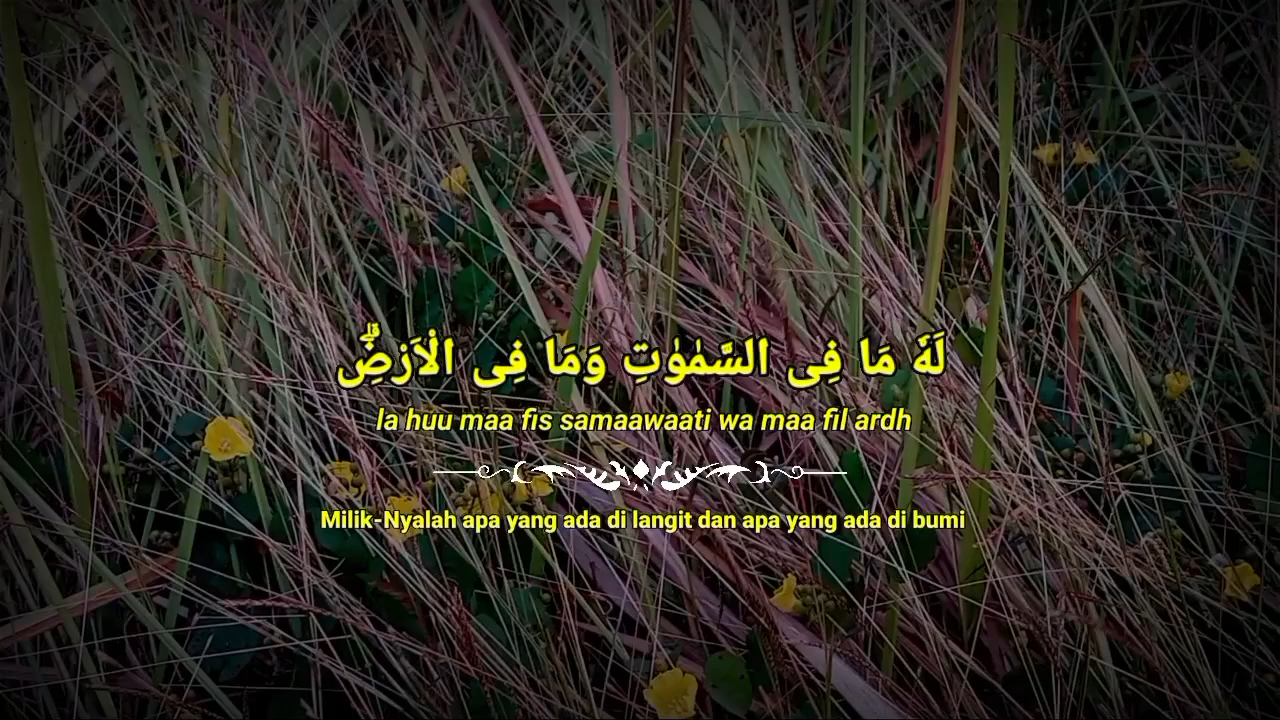 لَهٗ مَا فِى السَّمٰوٰتِ وَمَا فِى الْاَرْضِۗ
la huu maa fis samaawaati wa maa fil ardh
Milik-Nyalah apa yang ada di langit dan apa yang ada di bumi